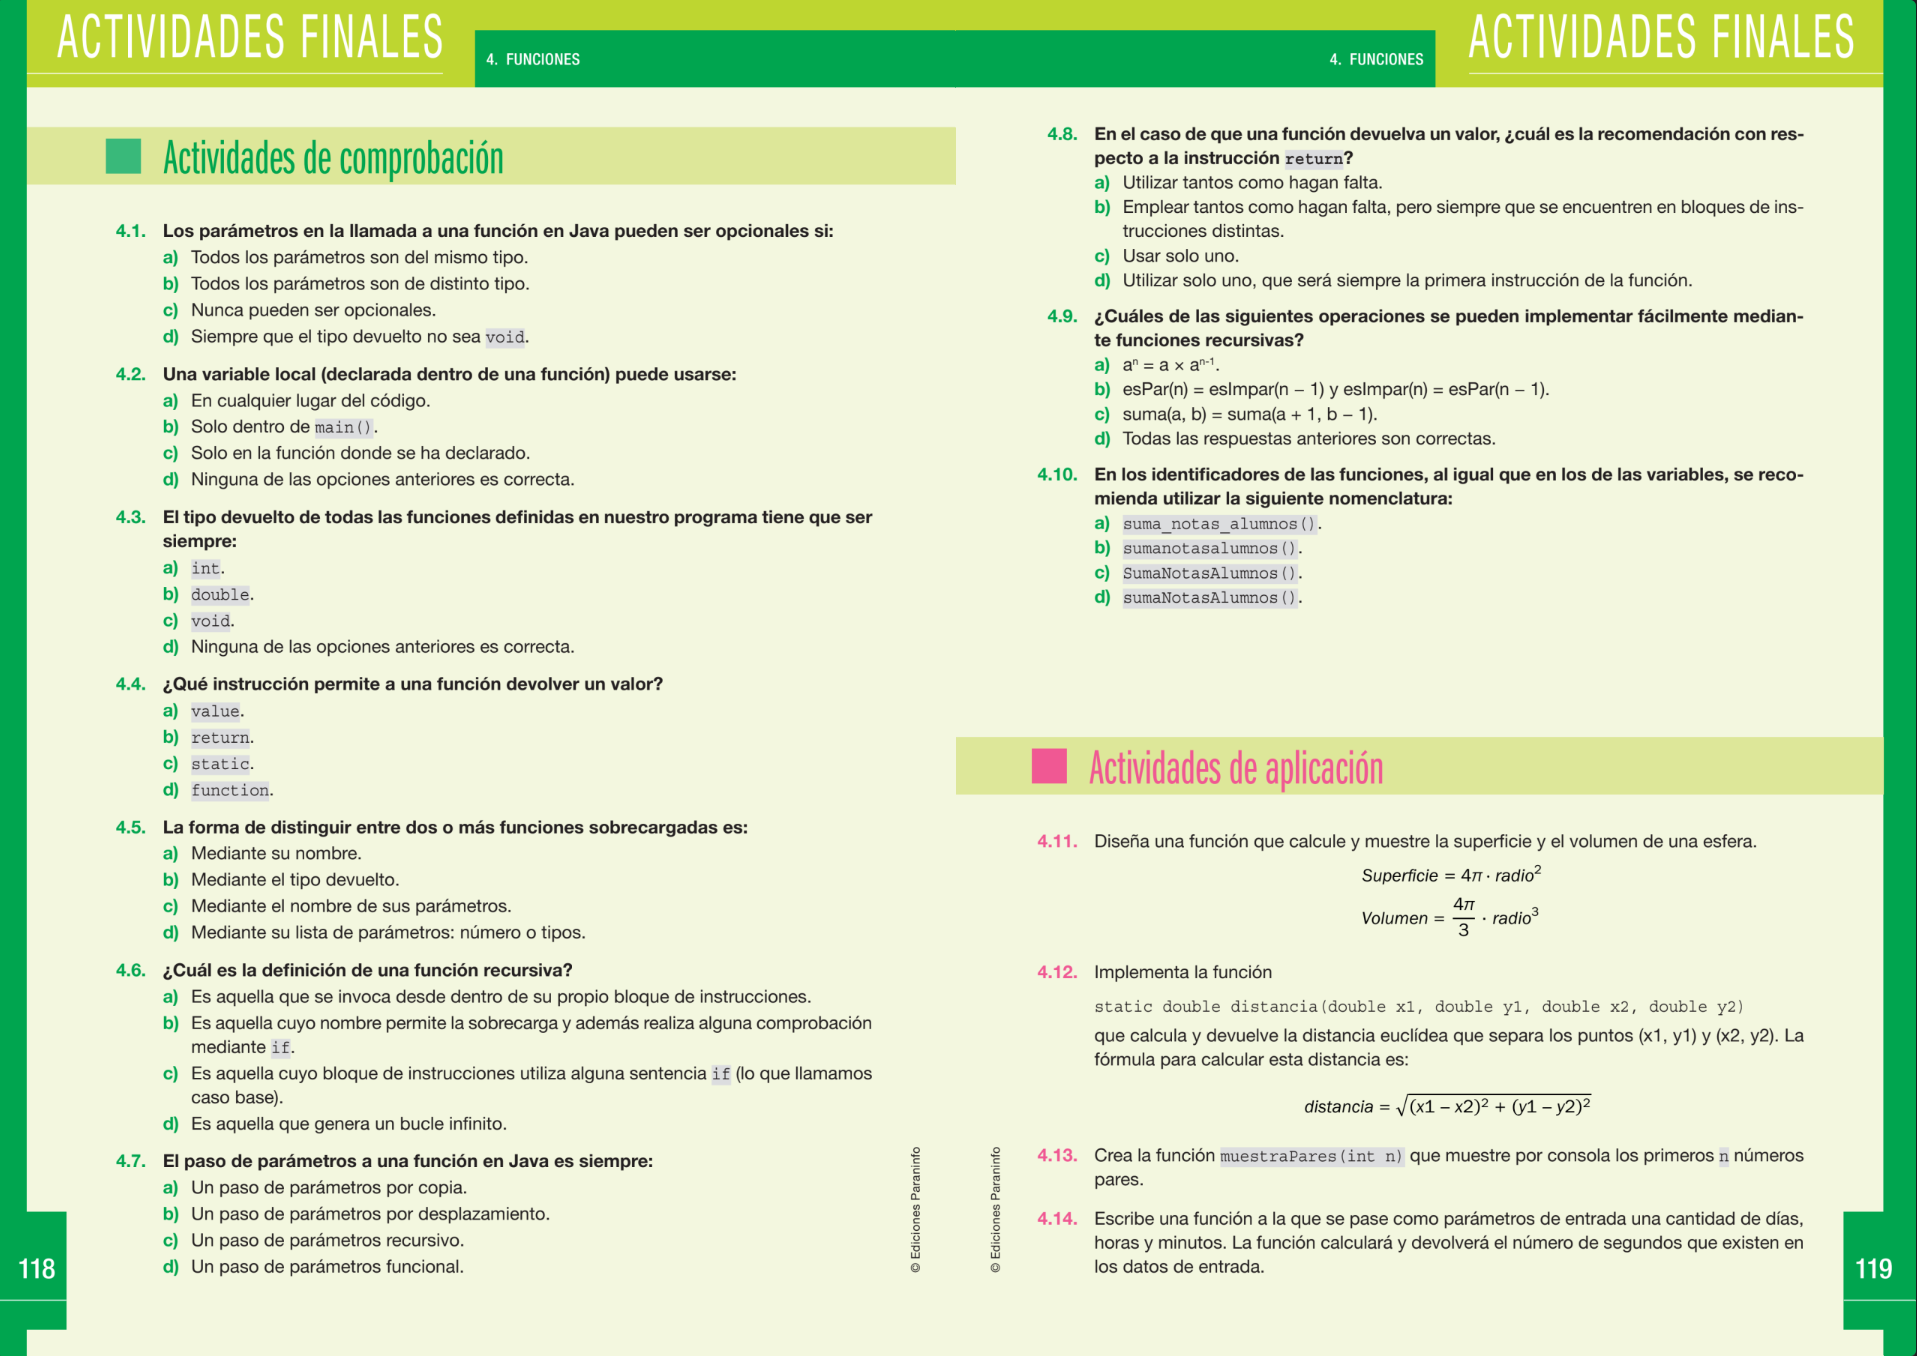 ACTIVIDADES FINALES
4. FUNCIONES
Actividades de comprobación
4.1. Los parámetros en la llamada a una función en Java pueden ser opcionales si:
a) Todos los parámetros son del mismo tipo.
b) Todos los parámetros son de distinto tipo.
c) Nunca pueden ser opcionales.
d) Siempre que el tipo devuelto no sea void.
4.2. Una variable local (declarada dentro de una función) puede usarse:
a) En cualquier lugar del código.
b) Solo dentro de main().
c) Solo en la función donde se ha declarado.
d) Ninguna de las opciones anteriores es correcta.
4.3. El tipo devuelto de todas las funciones definidas en nuestro programa tiene que ser
siempre:
a) int.
b) double.
c) void.
d) Ninguna de las opciones anteriores es correcta.
4.4. ¿Qué instrucción permite a una función devolver un valor?
a) value.
b) return.
c) static.
d) function.
4.5. La forma de distinguir entre dos o más funciones sobrecargadas es:
a) Mediante su nombre.
b) Mediante el tipo devuelto.
c) Mediante el nombre de sus parámetros.
d) Mediante su lista de parámetros: número o tipos.
4.6. ¿Cuál es la definición de una función recursiva?
a) Es aquella que se invoca desde dentro de su propio bloque de instrucciones.
b) Es aquella cuyo nombre permite la sobrecarga y además realiza alguna comprobación
mediante if.
c) Es aquella cuyo bloque de instrucciones utiliza alguna sentencia if (lo que llamamos
caso base).
d) Es aquella que genera un bucle infinito.
4.7. El paso de parámetros a una función en Java es siempre:
a) Un paso de parámetros por copia.
b) Un paso de parámetros por desplazamiento.
c) Un paso de parámetros recursivo.
d) Un paso de parámetros funcional.
© Ediciones Paraninfo
118
4. FUNCIONES
ACTIVIDADES FINALES
4.8. En el caso de que una función devuelva un valor, ¿cuál es la recomendación con res-
pecto a la instrucción return?
a) Utilizar tantos como hagan falta.
b) Emplear tantos como hagan falta, pero siempre que se encuentren en bloques de ins-
trucciones distintas.
c) Usar solo uno.
d) Utilizar solo uno, que será siempre la primera instrucción de la función.
4.9. ¿Cuáles de las siguientes operaciones se pueden implementar fácilmente median-
te funciones recursivas?
a) aⁿ = a × aⁿ⁻¹.
b) esPar(n) = esImpar(n − 1) y esImpar(n) = esPar(n − 1).
c) suma(a, b) = suma(a + 1, b − 1).
d) Todas las respuestas anteriores son correctas.
4.10. En los identificadores de las funciones, al igual que en los de las variables, se reco-
mienda utilizar la siguiente nomenclatura:
a) suma_notas_alumnos().
b) sumanotasalumnos().
c) SumaNotasAlumnos().
d) sumaNotasAlumnos().
Actividades de aplicación
4.11. Diseña una función que calcule y muestre la superficie y el volumen de una esfera.
Superficie = 4π · radio²
Volumen = 4π/3 · radio³
4.12. Implementa la función
static double distancia(double x1, double y1, double x2, double y2)
que calcula y devuelve la distancia euclídea que separa los puntos (x1, y1) y (x2, y2). La
fórmula para calcular esta distancia es:
distancia = √(x1 – x2)² + (y1 – y2)²
4.13. Crea la función muestraPares(int n) que muestre por consola los primeros n números
pares.
4.14. Escribe una función a la que se pase como parámetros de entrada una cantidad de días,
horas y minutos. La función calculará y devolverá el número de segundos que existen en
los datos de entrada.
© Ediciones Paraninfo
119